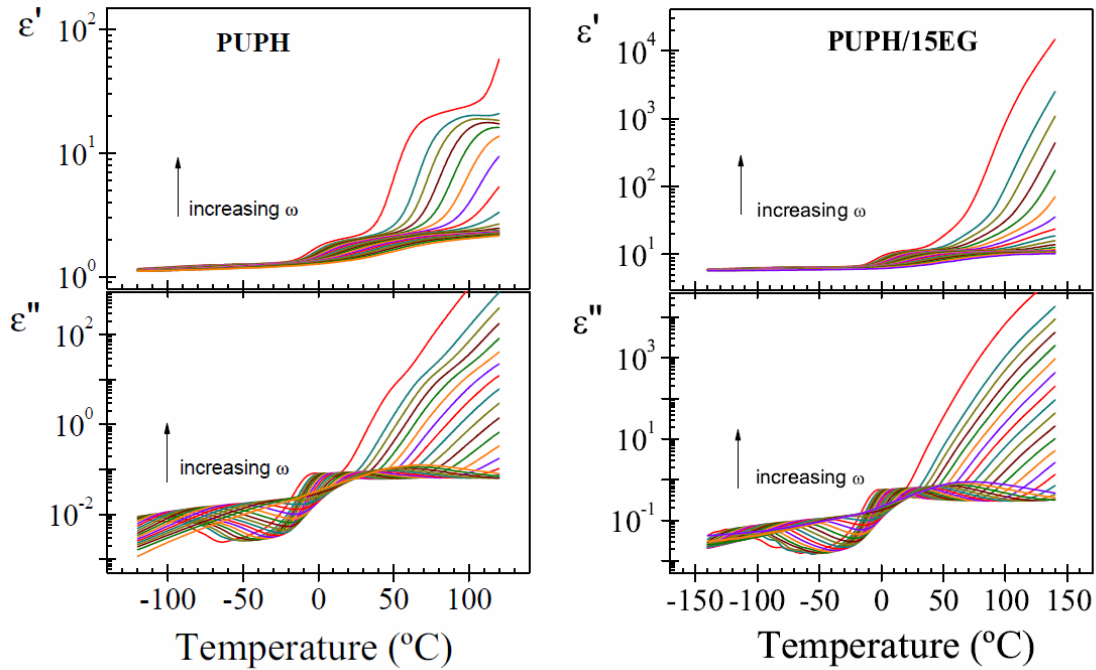 ε'
10²
PUPH
10¹
increasing ω
10⁰
ε"
10²
10⁰
increasing ω
10⁻²
-100 -50 0 50 100
Temperature (ºC)
ε'
10⁴
PUPH/15EG
10³
10²
increasing ω
10¹
ε"
10³
10¹
increasing ω
10⁻¹
-150 -100 -50 0 50 100 150
Temperature (ºC)